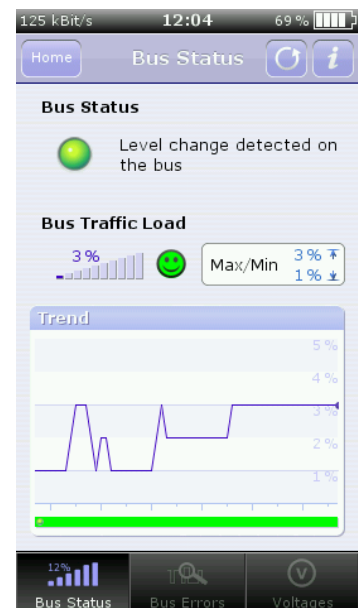 125 kBit/s 12:04 69 %
Home Bus Status i
Bus Status
Level change detected on
the bus
Bus Traffic Load
3 %
Max/Min 3 %
1 %
Trend
5 %
4 %
3 %
2 %
1 %
12% V
Bus Status Bus Errors Voltages